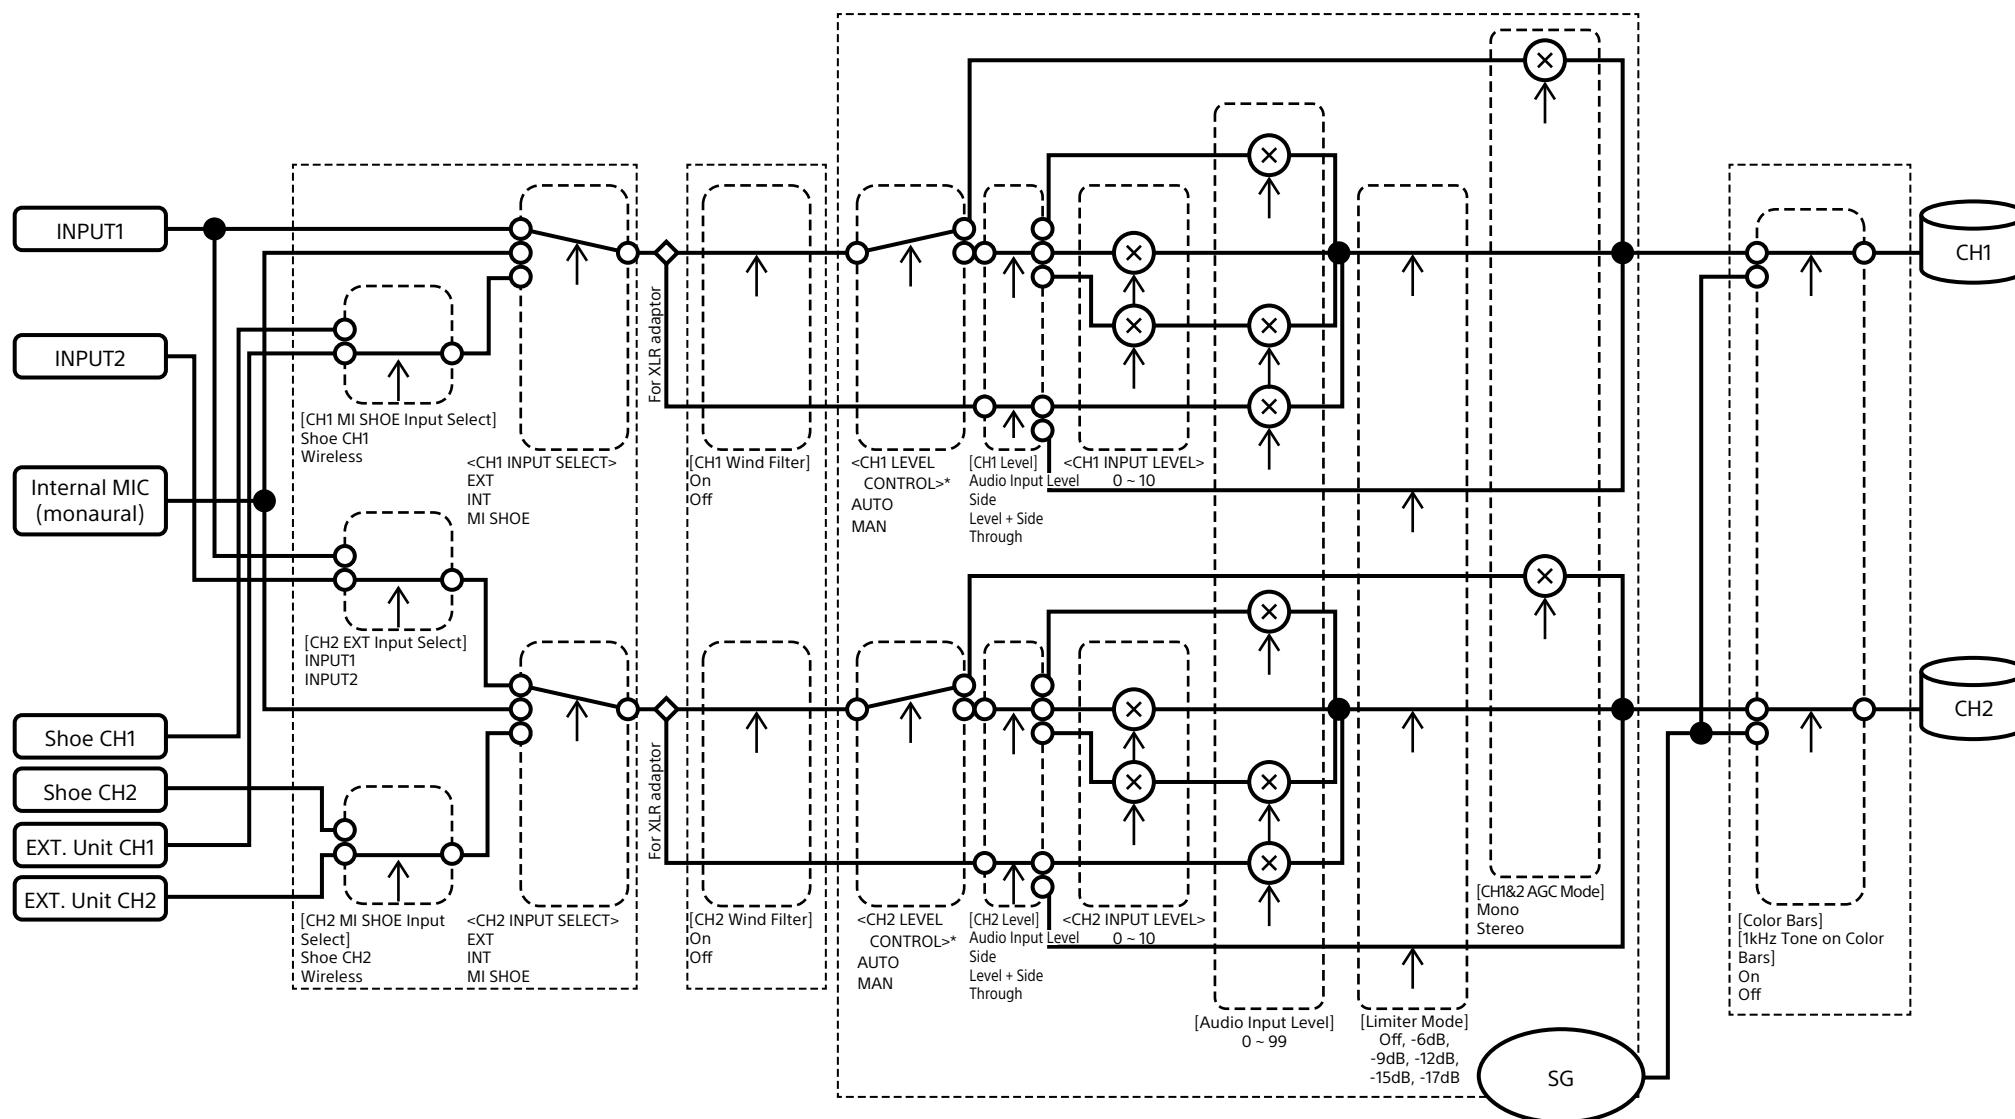 INPUT1
INPUT2
Internal MIC
(monaural)
Shoe CH1
Shoe CH2
EXT. Unit CH1
EXT. Unit CH2
[CH1 MI SHOE Input Select]
Shoe CH1
Wireless
[CH2 EXT Input Select]
INPUT1
INPUT2
[CH2 MI SHOE Input
Select]
Shoe CH2
Wireless
<CH1 INPUT SELECT>
EXT
INT
MI SHOE
<CH2 INPUT SELECT>
EXT
INT
MI SHOE
For XLR adaptor
For XLR adaptor
[CH1 Wind Filter]
On
Off
[CH2 Wind Filter]
On
Off
<CH1 LEVEL
CONTROL>*
AUTO
MAN
[CH1 Level]
Audio Input Level
Side
Level + Side
Through
<CH1 INPUT LEVEL>
0 ~ 10
<CH2 LEVEL
CONTROL>*
AUTO
MAN
[CH2 Level]
Audio Input Level
Side
Level + Side
Through
<CH2 INPUT LEVEL>
0 ~ 10
[Audio Input Level]
0 ~ 99
[Limiter Mode]
Off, -6dB,
-9dB, -12dB,
-15dB, -17dB
[CH1&2 AGC Mode]
Mono
Stereo
SG
[Color Bars]
[1kHz Tone on Color
Bars]
On
Off
CH1
CH2